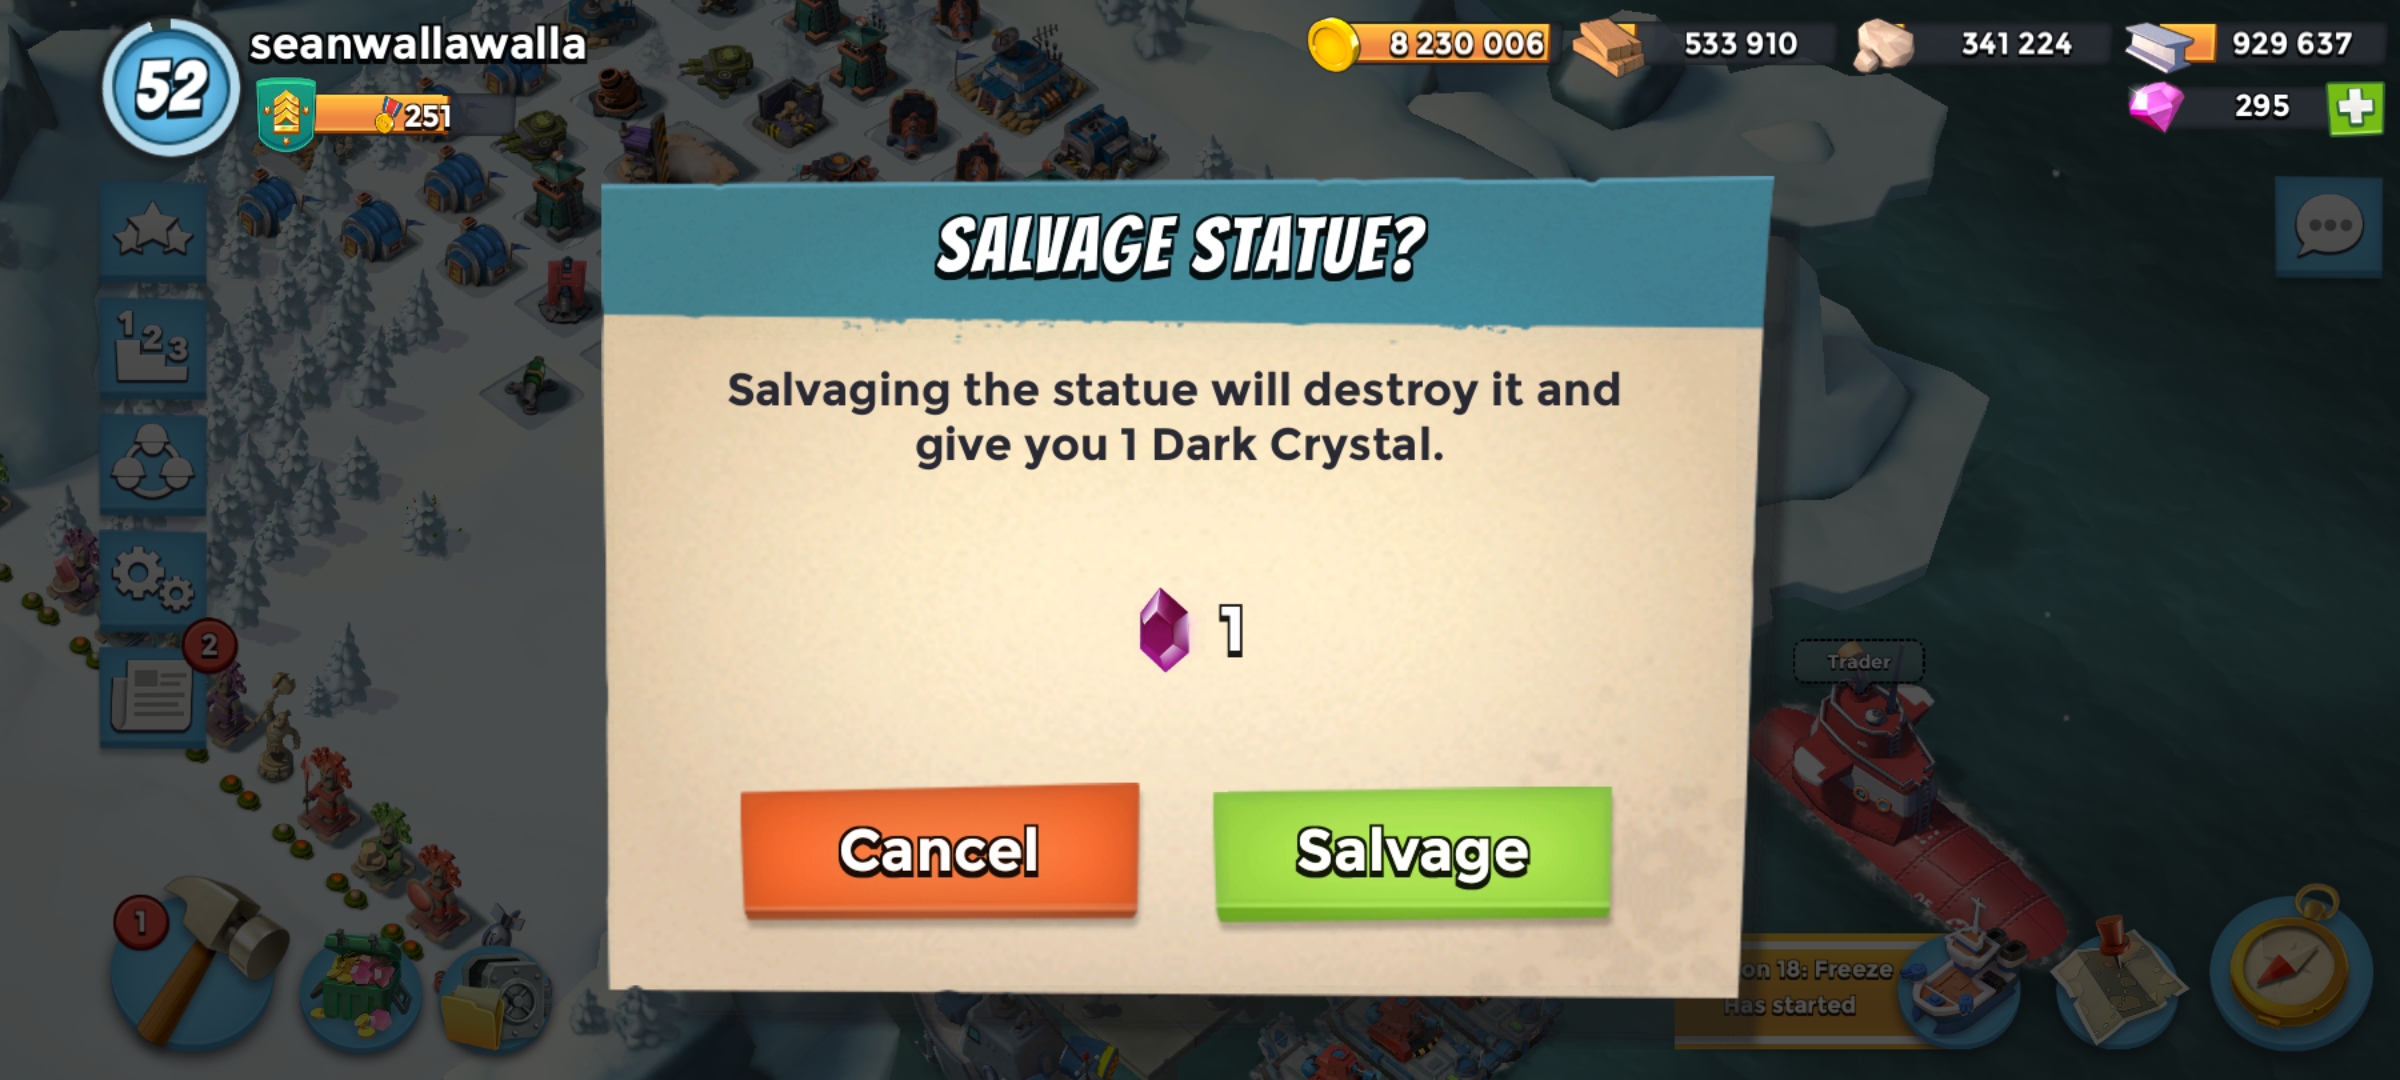 52
seanwallawalla
251
8 230 006
533 910
341 224
929 637
295
SALVAGE STATUE?
Salvaging the statue will destroy it and
give you 1 Dark Crystal.
1
Cancel
Salvage
123
2
1
Trader
on 18: Freeze
Has started